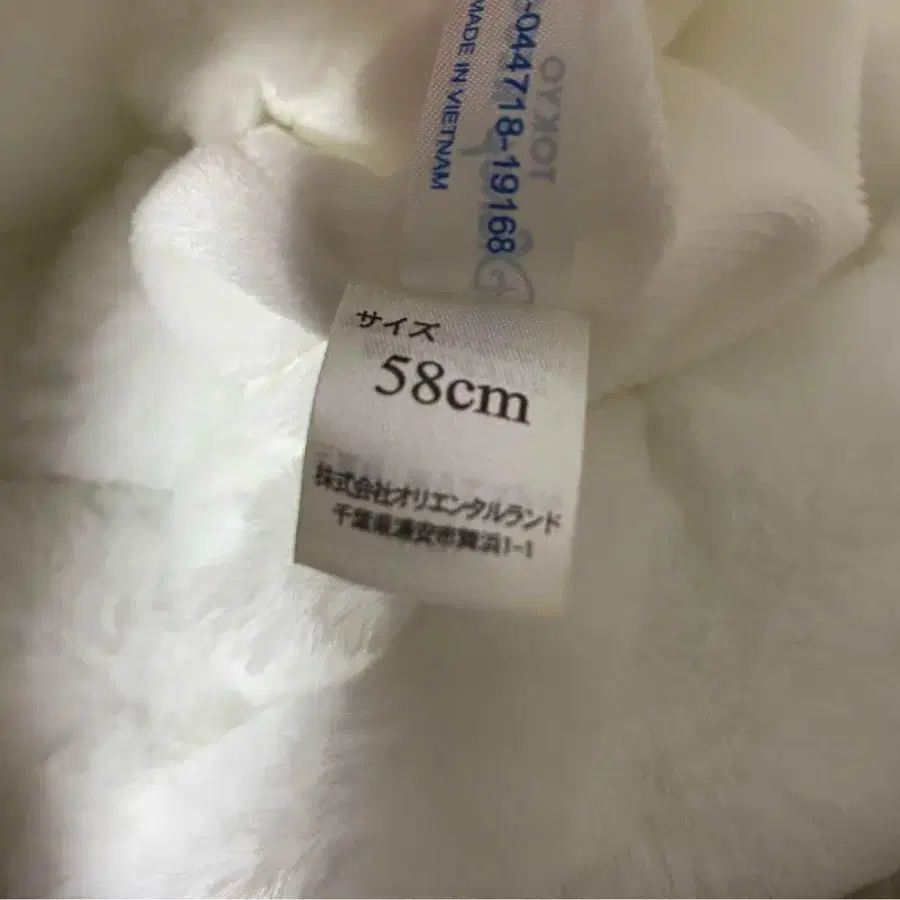 -044718-19168
MADE IN VIETNAM
TOKYO
サイズ
58cm
株式会社オリエンタルランド
千葉県浦安市舞浜1-1